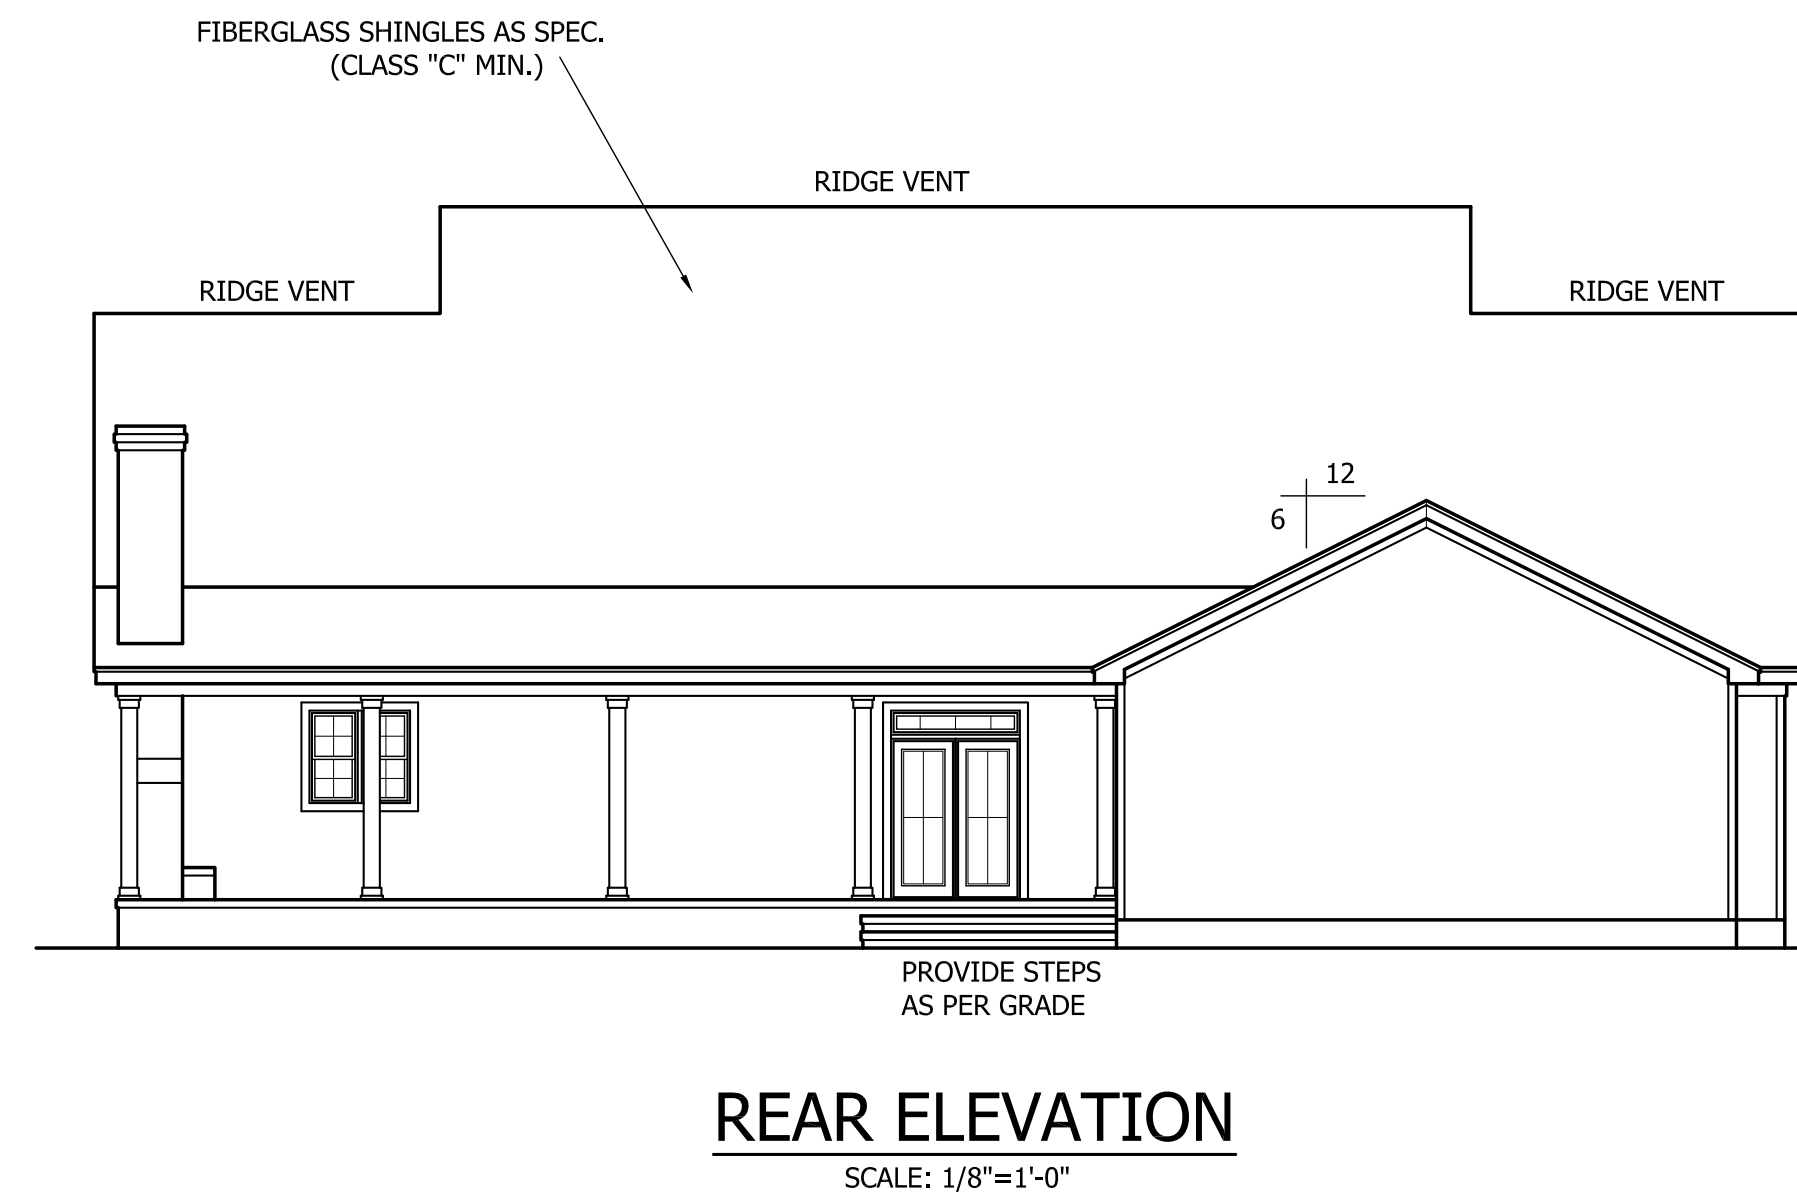 FIBERGLASS SHINGLES AS SPEC.
(CLASS "C" MIN.)
RIDGE VENT
RIDGE VENT
RIDGE VENT
12
6
PROVIDE STEPS
AS PER GRADE
REAR ELEVATION
SCALE: 1/8"=1'-0"